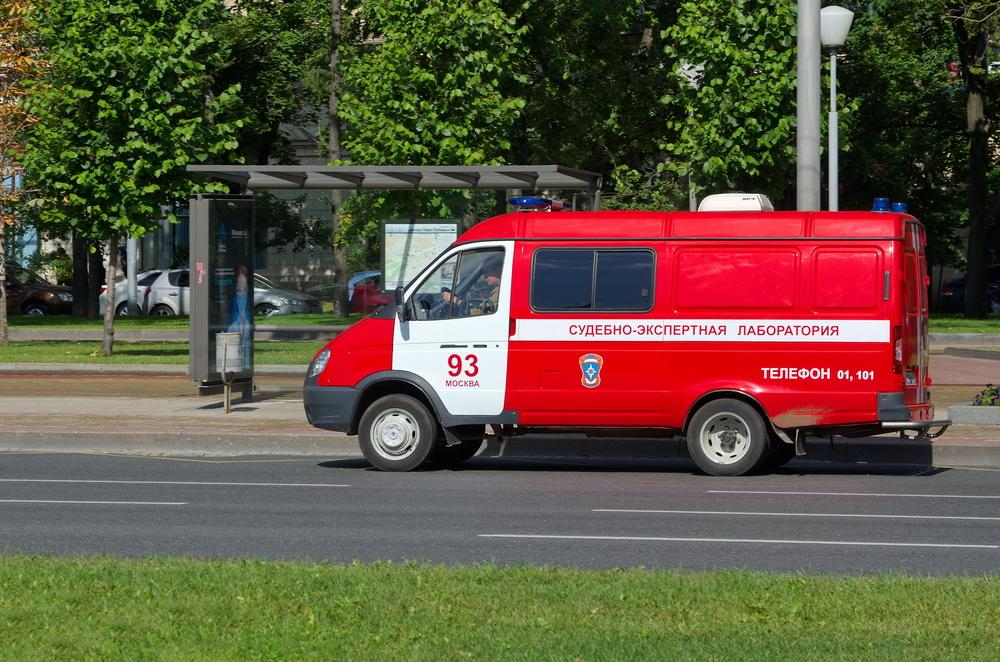 СУДЕБНО-ЭКСПЕРТНАЯ ЛАБОРАТОРИЯ
93
МОСКВА
ТЕЛЕФОН 01, 101